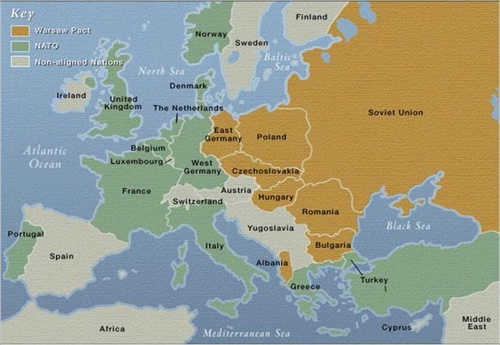 Key
Warsaw Pact
NATO
Non-aligned Nations
Norway
Finland
Sweden
Baltic
Sea
North Sea
Denmark
Ireland
United
Kingdom
The Netherlands
Soviet Union
East
Germany
Poland
Atlantic
Ocean
Belgium
Luxembourg
West
Germany
Czechoslovakia
France
Austria
Switzerland
Hungary
Romania
Yugoslavia
Black Sea
Portugal
Spain
Italy
Bulgaria
Albania
Turkey
Greece
Africa
Mediterranean Sea
Cyprus
Middle
East